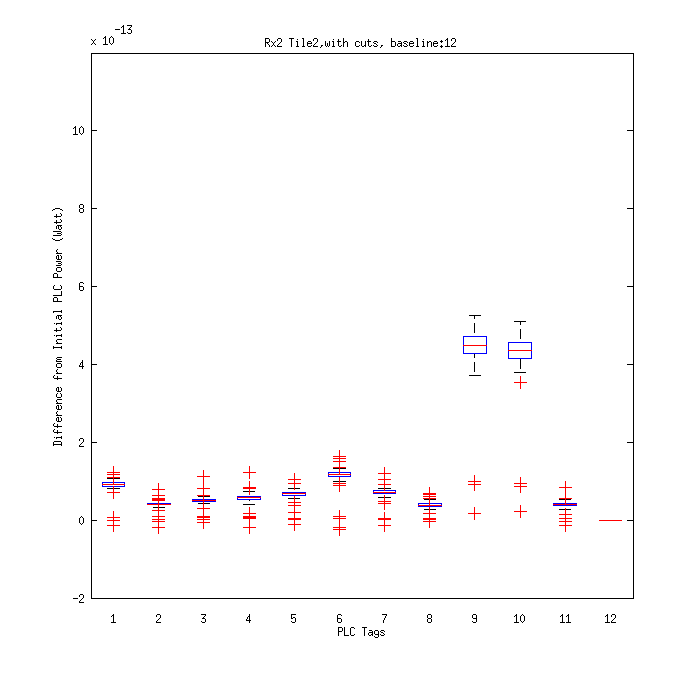 x 10-13
Rx2 Tile2,with cuts, baseline:12
10
8
6
4
2
0
-2
Difference from Initial PLC Power (Watt)
1 2 3 4 5 6 7 8 9 10 11 12
PLC Tags